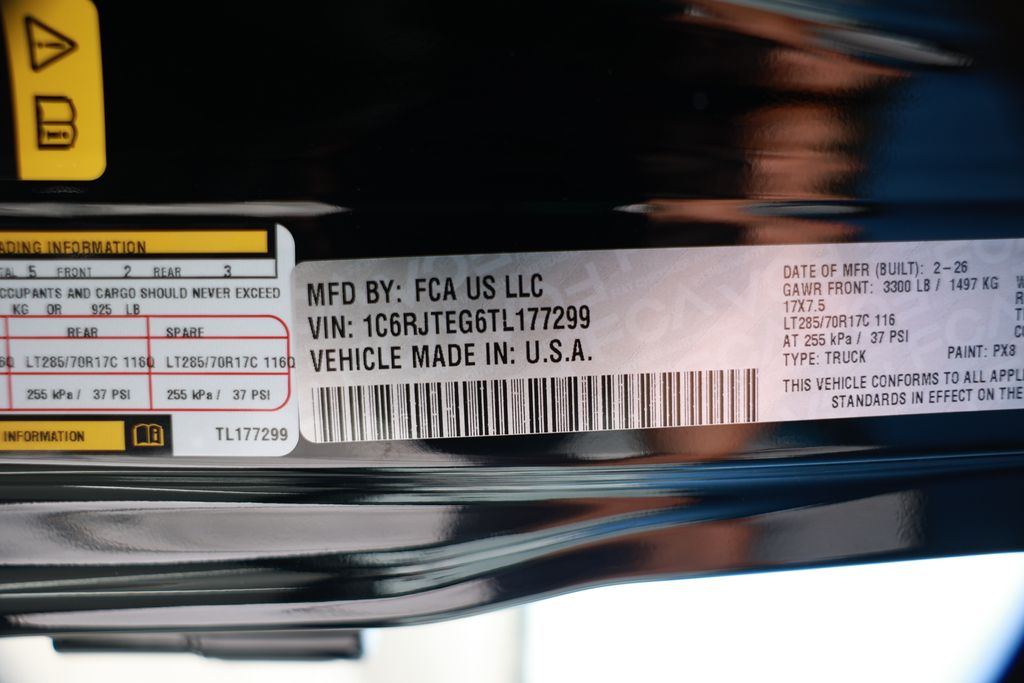 ADING INFORMATION
TAL 5 FRONT 2 REAR 3
CCUPANTS AND CARGO SHOULD NEVER EXCEED
KG OR 925 LB
REAR SPARE
6Q LT285/70R17C 116Q LT285/70R17C 116Q
255 kPa / 37 PSI 255 kPa / 37 PSI
INFORMATION
TL177299
MFD BY: FCA US LLC
VIN: 1C6RJTEG6TL177299
VEHICLE MADE IN: U.S.A.
DATE OF MFR (BUILT): 2-26
GAWR FRONT: 3300 LB / 1497 KG
17X7.5
LT285/70R17C 116
AT 255 kPa / 37 PSI
TYPE: TRUCK PAINT: PX8
THIS VEHICLE CONFORMS TO ALL APPLI
STANDARDS IN EFFECT ON THE